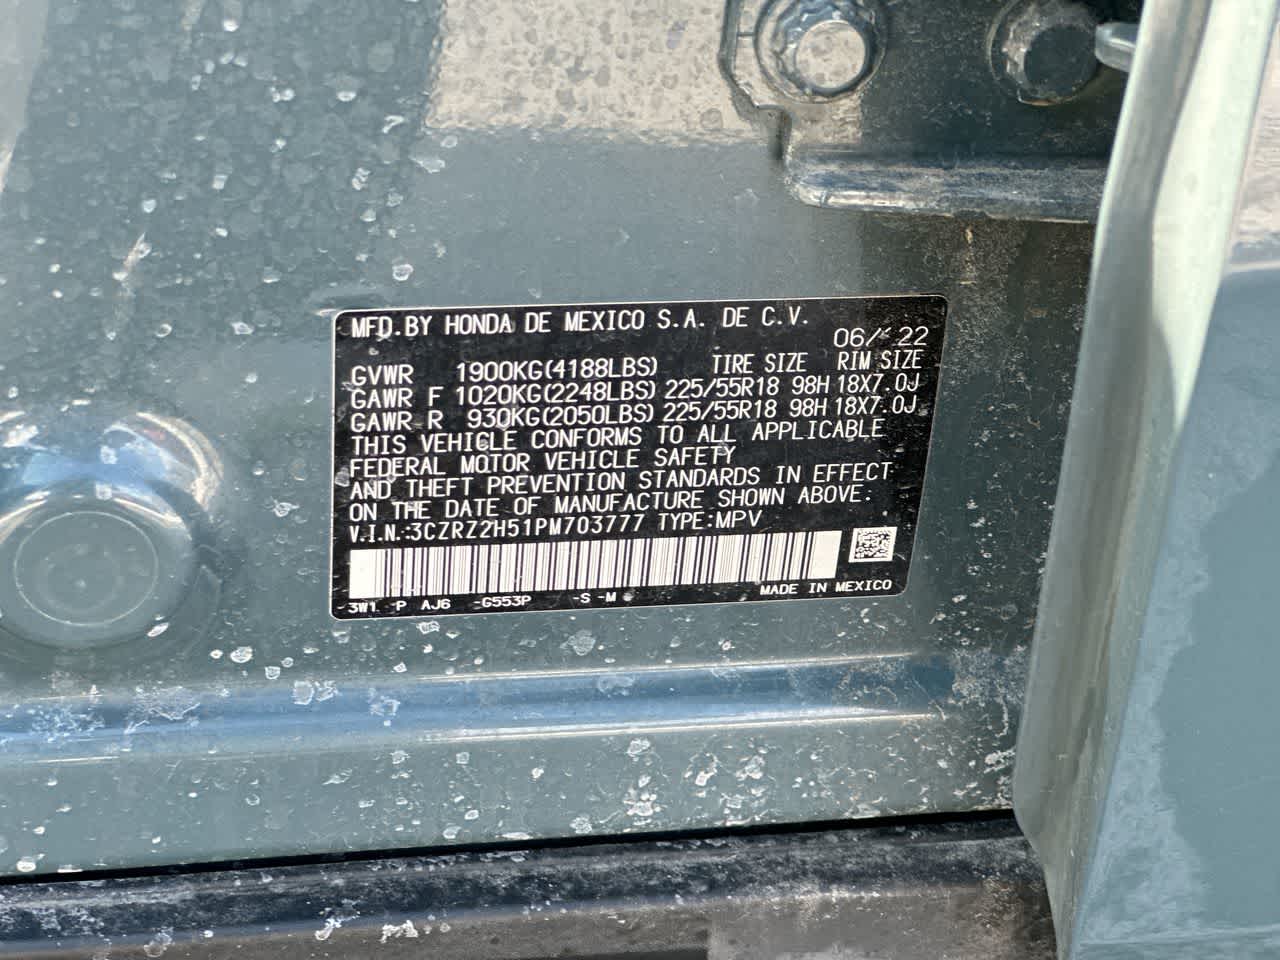 MFD.BY HONDA DE MEXICO S.A. DE C.V.
06/22
GVWR 1900KG(4188LBS) TIRE SIZE RIM SIZE
GAWR F 1020KG(2248LBS) 225/55R18 98H 18X7.0J
GAWR R 930KG(2050LBS) 225/55R18 98H 18X7.0J
THIS VEHICLE CONFORMS TO ALL APPLICABLE
FEDERAL MOTOR VEHICLE SAFETY
AND THEFT PREVENTION STANDARDS IN EFFECT
ON THE DATE OF MANUFACTURE SHOWN ABOVE:
V.I.N.:3CZRZ2H51PM703777 TYPE:MPV
MADE IN MEXICO
-3W1 -P AJ6 -G553P -S -M